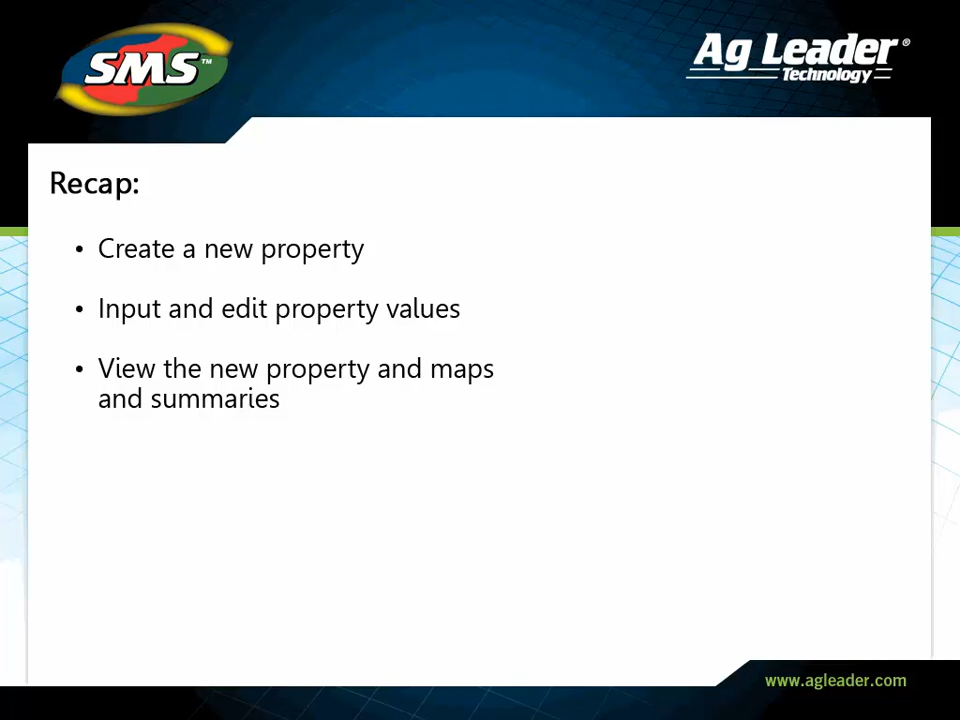 SMS™
Ag Leader®
Technology
Recap:
• Create a new property
• Input and edit property values
• View the new property and maps
and summaries
www.agleader.com